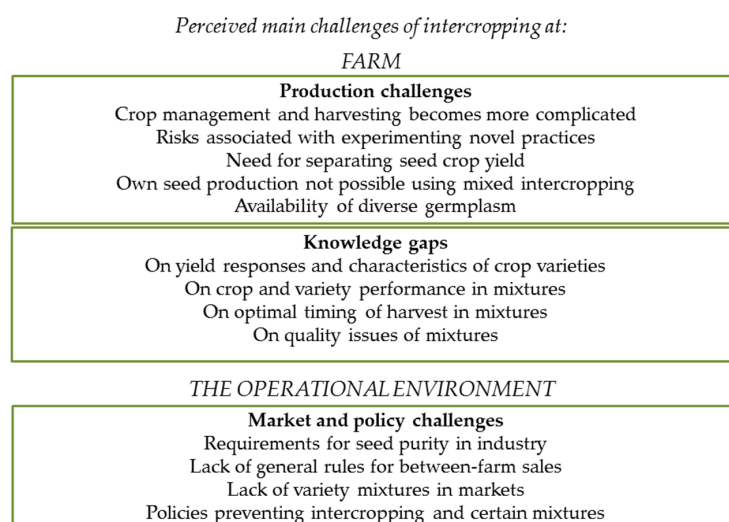 Perceived main challenges of intercropping at:
FARM
Production challenges
Crop management and harvesting becomes more complicated
Risks associated with experimenting novel practices
Need for separating seed crop yield
Own seed production not possible using mixed intercropping
Availability of diverse germplasm
Knowledge gaps
On yield responses and characteristics of crop varieties
On crop and variety performance in mixtures
On optimal timing of harvest in mixtures
On quality issues of mixtures
THE OPERATIONAL ENVIRONMENT
Market and policy challenges
Requirements for seed purity in industry
Lack of general rules for between-farm sales
Lack of variety mixtures in markets
Policies preventing intercropping and certain mixtures